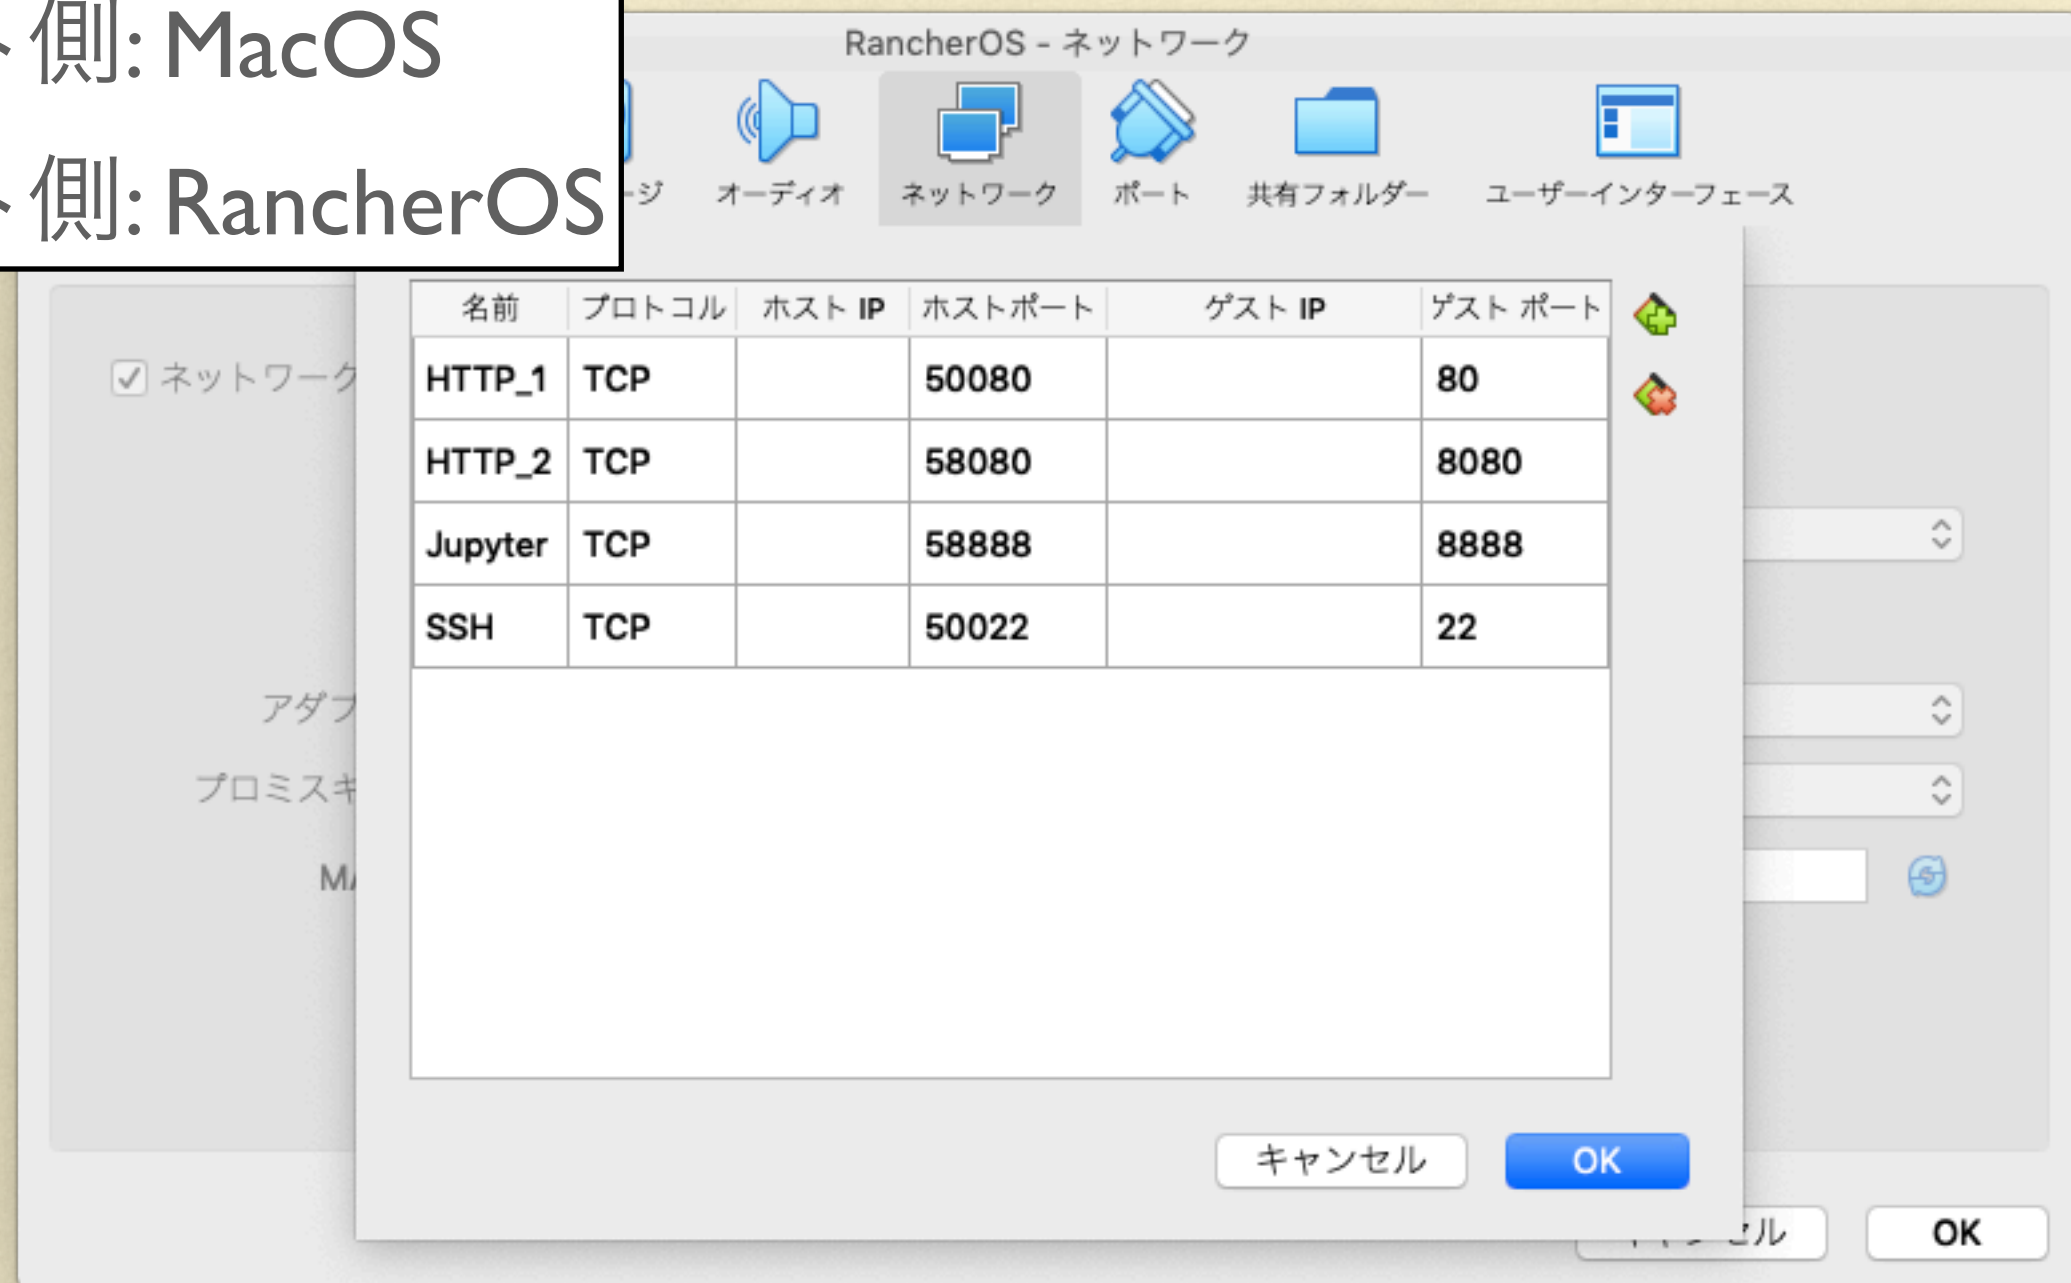 ト側: MacOS
ト側: RancherOS
RancherOS - ネットワーク
オーディオ ネットワーク ポート 共有フォルダー ユーザーインターフェース
名前 プロトコル ホスト IP ホストポート ゲスト IP ゲスト ポート
ネットワーク
HTTP_1 TCP 50080 80
HTTP_2 TCP 58080 8080
Jupyter TCP 58888 8888
SSH TCP 50022 22
アダプ
プロミスキ
キャンセル OK
OK